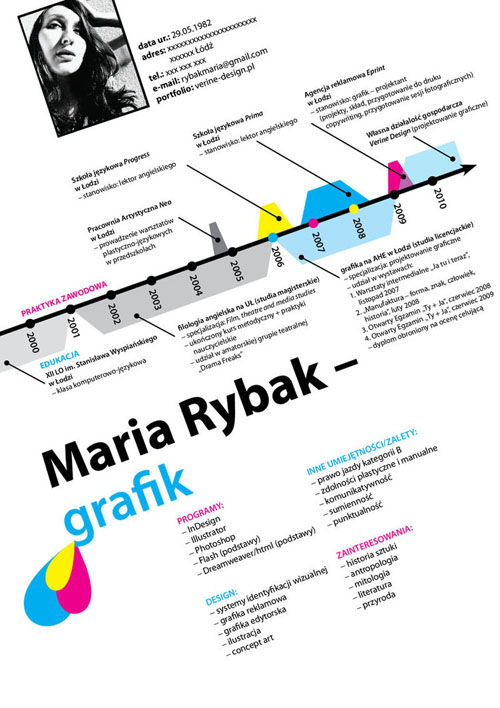 data ur.: 29.05.1982
adres: xxxxxxxxxxxxxxxxxxxxxx
xxxxxx Łódź
tel.: xxx xxx xxx
e-mail: rybakmaria@gmail.com
portfolio: verine-design.pl
Agencja reklamowa Eprint
w Łodzi
– stanowisko: grafik – projektant
(projekty, skład, przygotowanie do druku
copywriting, przygotowanie sesji fotograficznych)
Własna działalość gospodarcza
Verine Design (projektowanie graficzne)
Szkoła językowa Prima
w Łodzi
– stanowisko: lektor angielskiego
Szkoła językowa Progress
w Łodzi
– stanowisko: lektor angielskiego
Pracownia Artystyczna Neo
w Łodzi
– prowadzenie warsztatów
plastyczno-językowych
w przedszkolach
PRAKTYKA ZAWODOWA
2000
2001
2002
2003
2004
2005
2006
2007
2008
2009
2010
EDUKACJA
XII LO im. Stanisława Wyspiańskiego
w Łodzi
– klasa komputerowo-językowa
filologia angielska na UŁ (studia magisterskie)
– specjalizacja: Film, theatre and media studies
– ukończony kurs metodyczno + praktyki
nauczycielskie
– udział w amatorskiej grupie teatralnej
„Drama Freaks”
grafika na AHE w Łodzi (studia licencjackie)
– specjalizacja: projektowanie graficzne
– udział w wystawach:
1. Warsztaty intermedialne „Ja tu i teraz”,
listopad 2007
2. „Manufaktura – forma, znak, człowiek,
historia”, luty 2008
3. Otwarty Egzamin „Ty + Ja”, czerwiec 2008
4. Otwarty Egzamin „Ty + Ja”, czerwiec 2009
– dyplom obroniony na ocenę celującą
Maria Rybak –
grafik
PROGRAMY:
– InDesign
– Illustrator
– Photoshop
– Flash (podstawy)
– Dreamweaver/html (podstawy)
INNE UMIEJĘTNOŚCI/ZALETY:
– prawo jazdy kategorii B
– zdolności plastyczne i manualne
– komunikatywność
– sumienność
– punktualność
DESIGN:
– systemy identyfikacji wizualnej
– grafika reklamowa
– grafika edytorska
– ilustracja
– concept art
ZAINTERESOWANIA:
– historia sztuki
– antropologia
– mitologia
– literatura
– przyroda